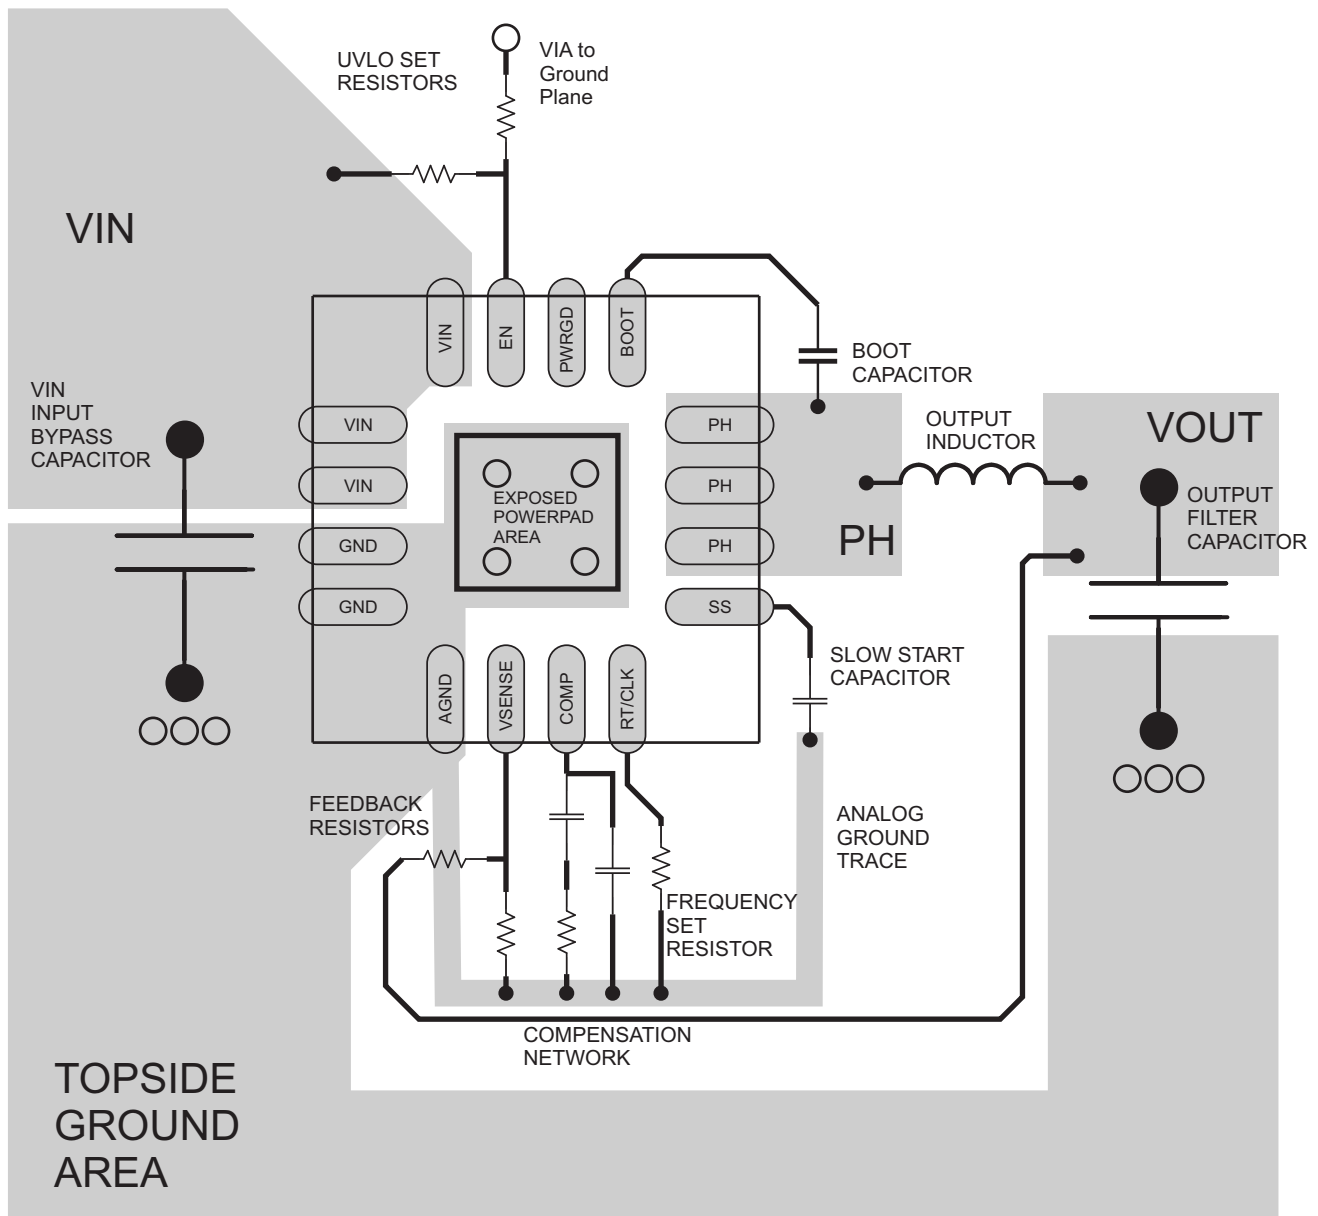 UVLO SET
RESISTORS
VIA to
Ground
Plane
VIN
VIN
EN
PWRGD
BOOT
BOOT
CAPACITOR
VIN
INPUT
BYPASS
CAPACITOR
VIN
VIN
GND
GND
EXPOSED
POWERPAD
AREA
PH
PH
PH
SS
PH
OUTPUT
INDUCTOR
VOUT
OUTPUT
FILTER
CAPACITOR
SLOW START
CAPACITOR
AGND
VSENSE
COMP
RT/CLK
FEEDBACK
RESISTORS
ANALOG
GROUND
TRACE
FREQUENCY
SET
RESISTOR
COMPENSATION
NETWORK
TOPSIDE
GROUND
AREA